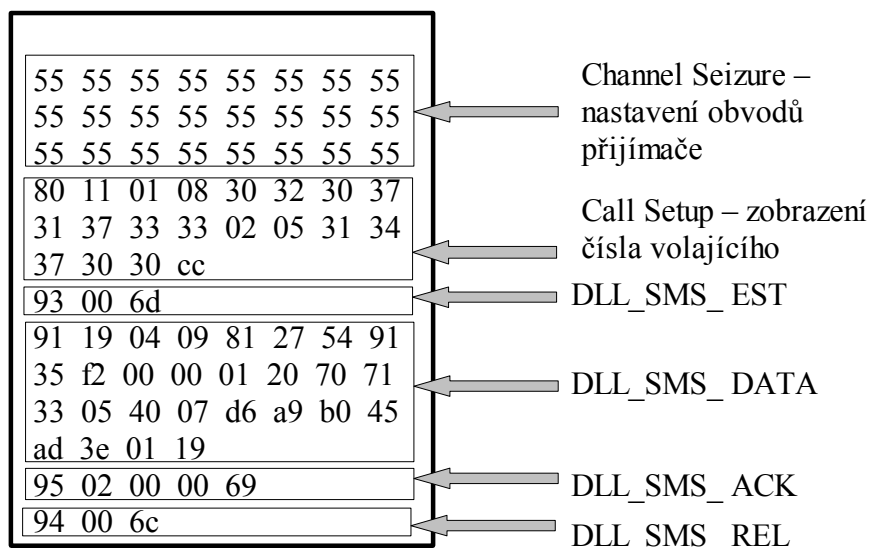 55 55 55 55 55 55 55 55
55 55 55 55 55 55 55 55
55 55 55 55 55 55 55 55
Channel Seizure –
nastavení obvodů
přijímače
80 11 01 08 30 32 30 37
31 37 33 33 02 05 31 34
37 30 30 cc
Call Setup – zobrazení
čísla volajícího
93 00 6d
DLL_SMS_ EST
91 19 04 09 81 27 54 91
35 f2 00 00 01 20 70 71
33 05 40 07 d6 a9 b0 45
ad 3e 01 19
DLL_SMS_ DATA
95 02 00 00 69
DLL_SMS_ ACK
94 00 6c
DLL_SMS_ REL